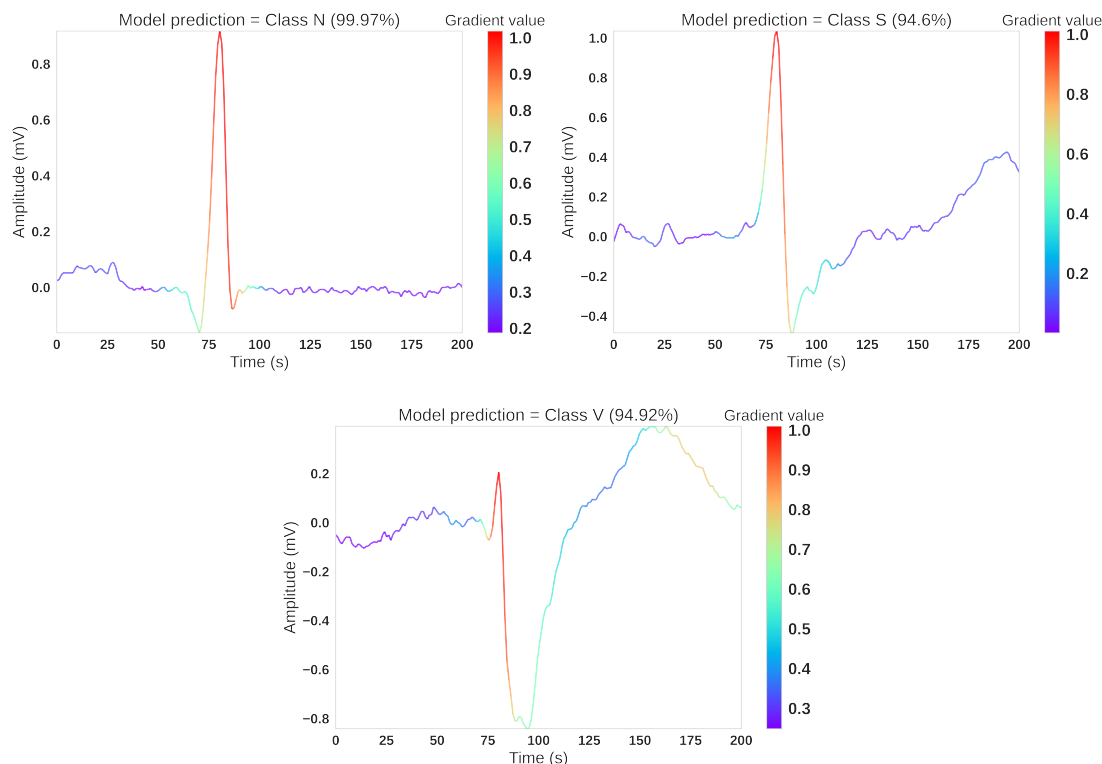 Model prediction = Class N (99.97%)
Gradient value
Amplitude (mV)
0.8
0.6
0.4
0.2
0.0
0 25 50 75 100 125 150 175 200
Time (s)
1.0
0.9
0.8
0.7
0.6
0.5
0.4
0.3
0.2
Model prediction = Class S (94.6%)
Gradient value
Amplitude (mV)
1.0
0.8
0.6
0.4
0.2
0.0
−0.2
−0.4
0 25 50 75 100 125 150 175 200
Time (s)
1.0
0.8
0.6
0.4
0.2
Model prediction = Class V (94.92%)
Gradient value
Amplitude (mV)
0.2
0.0
−0.2
−0.4
−0.6
−0.8
0 25 50 75 100 125 150 175 200
Time (s)
1.0
0.9
0.8
0.7
0.6
0.5
0.4
0.3